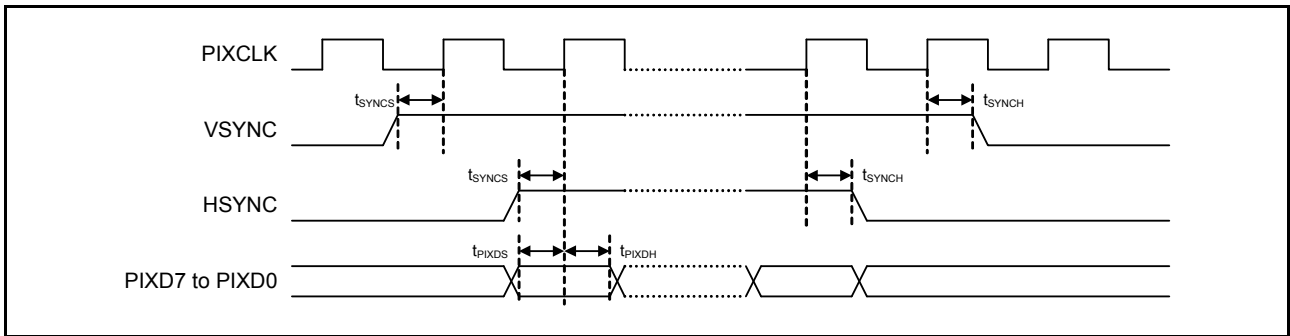 PIXCLK
tSYNCS
tSYNCH
VSYNC
tSYNCS
tSYNCH
HSYNC
tPIXDS
tPIXDH
PIXD7 to PIXD0